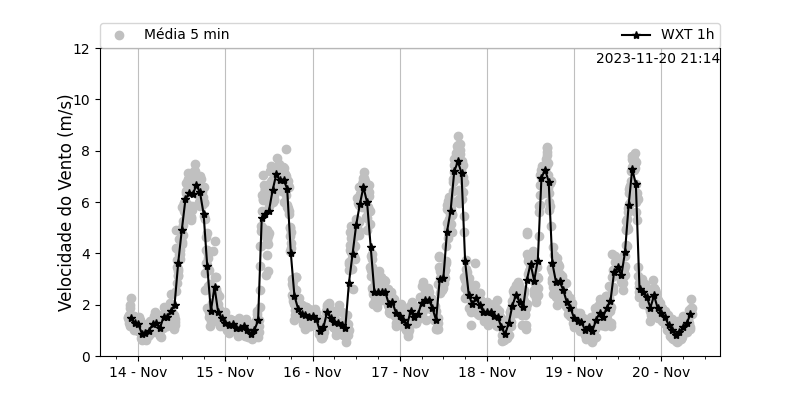 Média 5 min
WXT 1h
2023-11-20 21:14
Velocidade do Vento (m/s)
12
10
8
6
4
2
0
14 - Nov
15 - Nov
16 - Nov
17 - Nov
18 - Nov
19 - Nov
20 - Nov